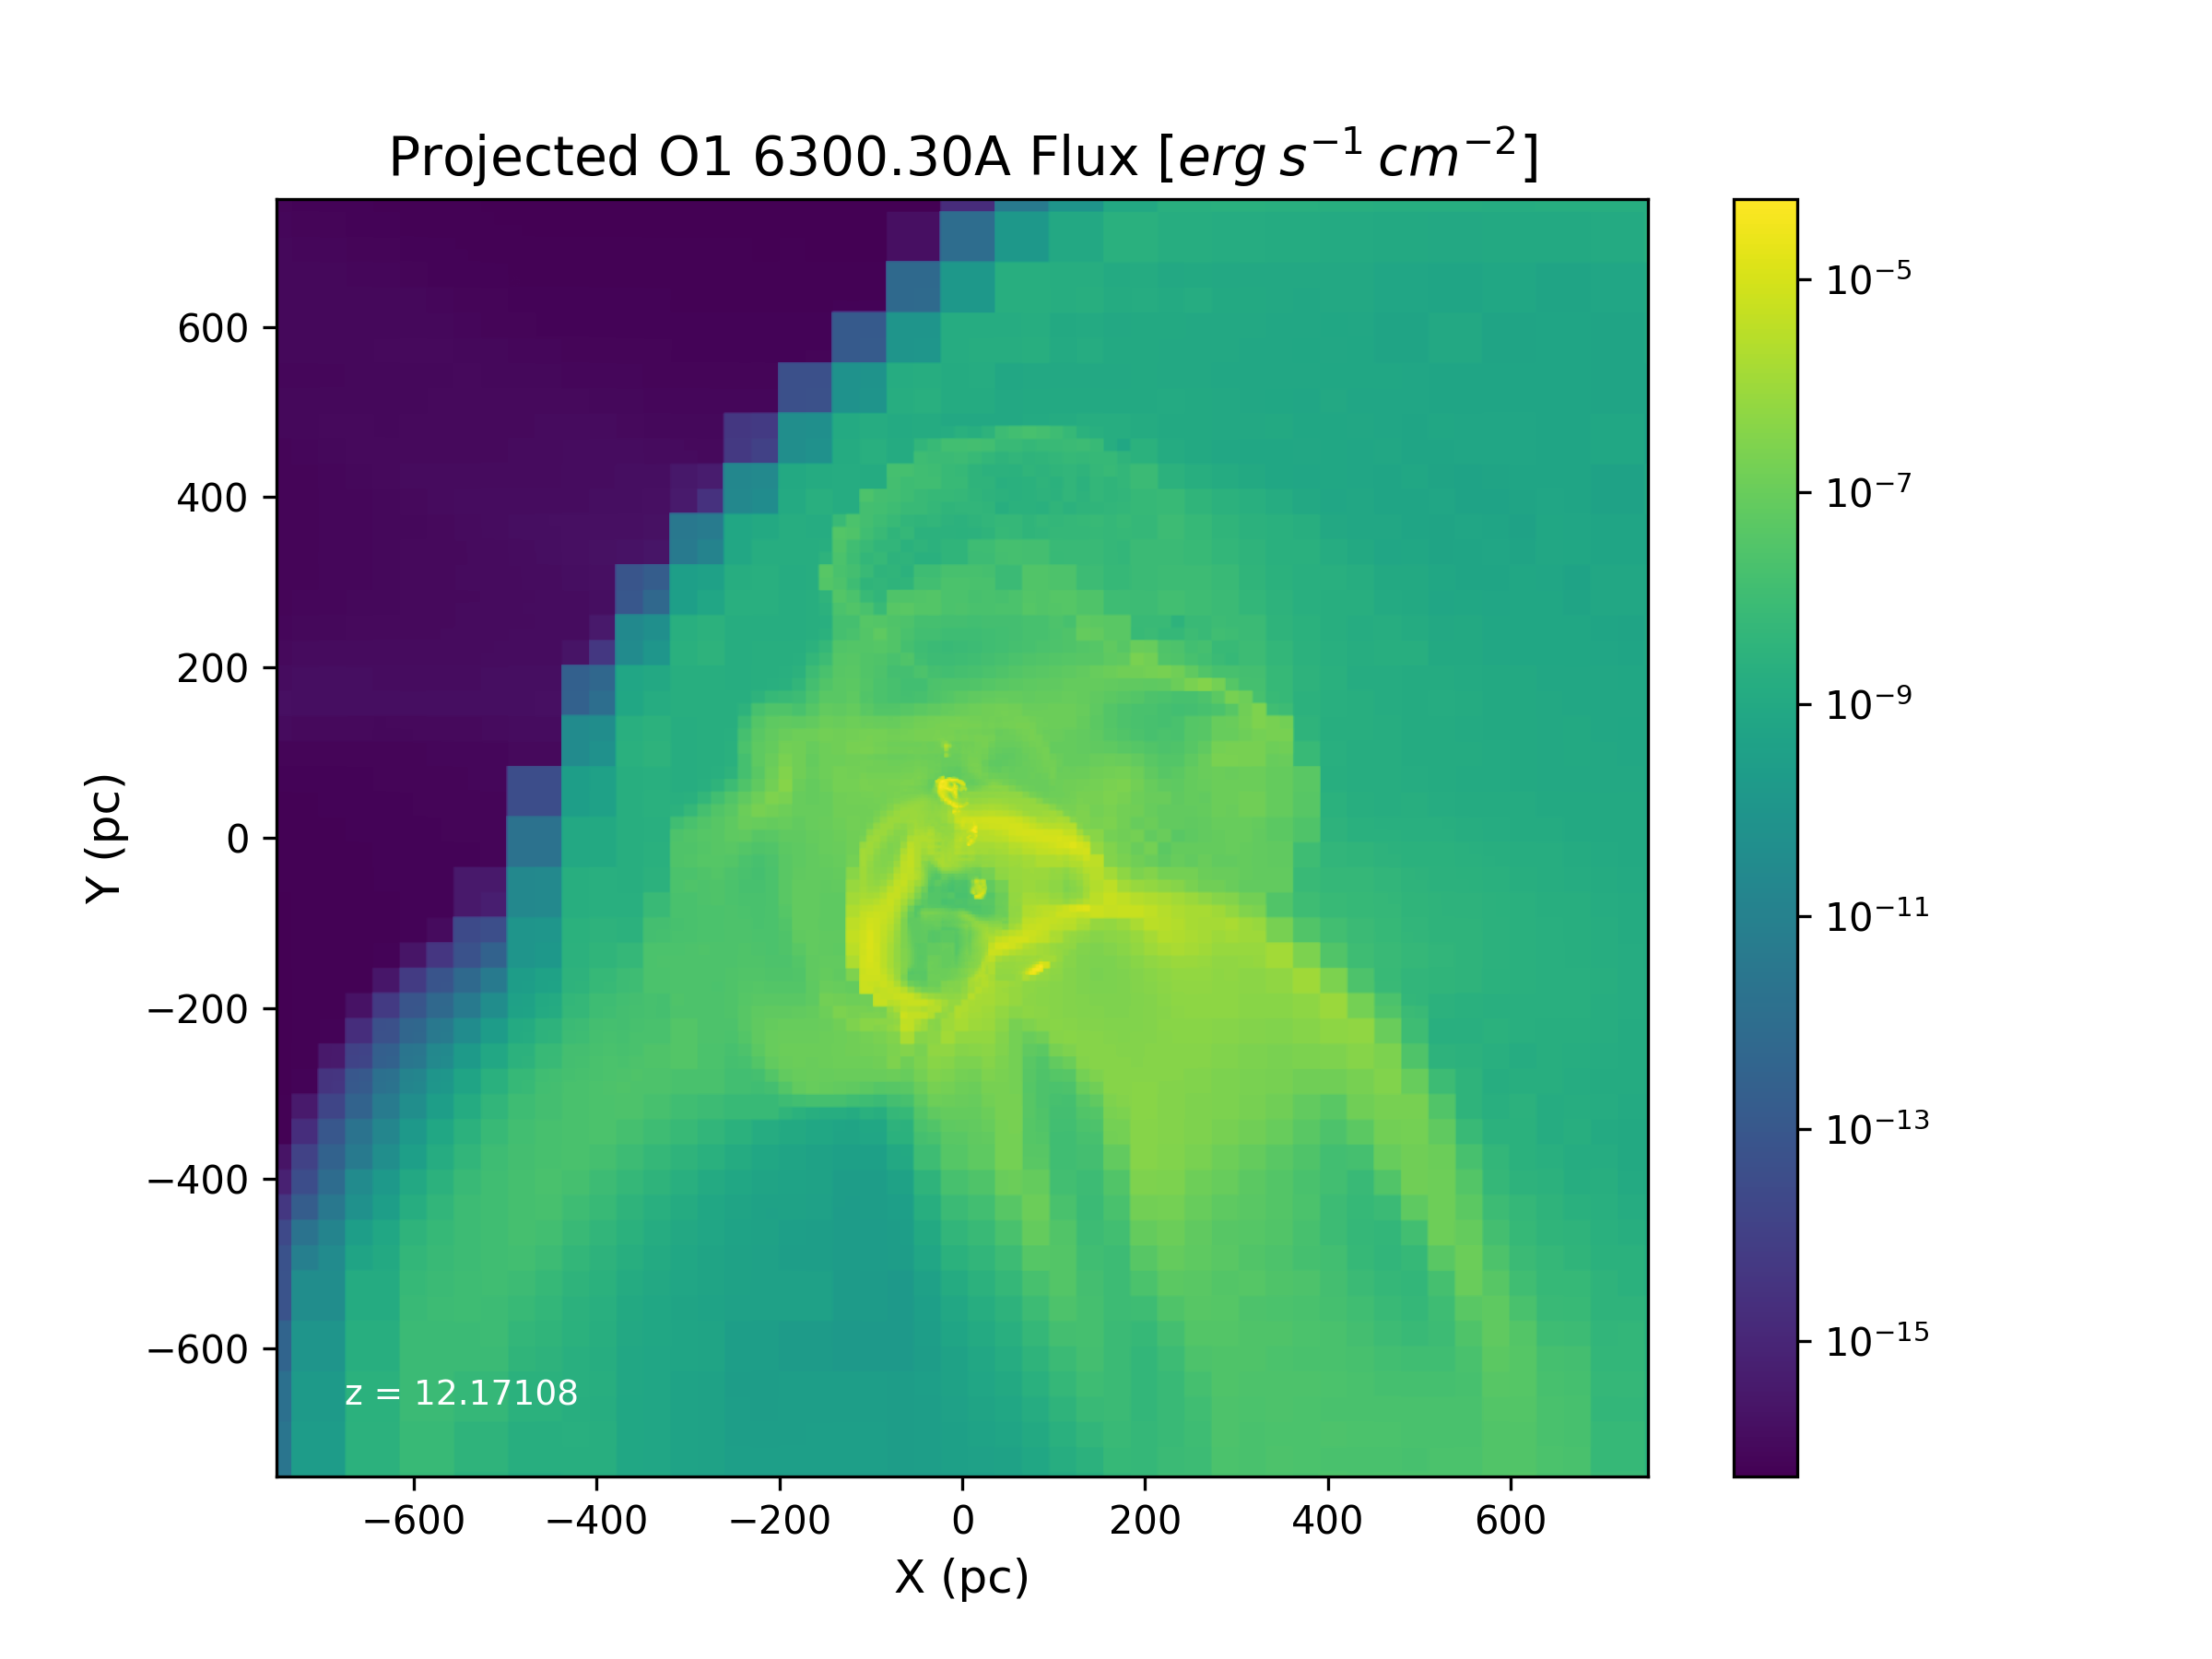 Projected O1 6300.30A Flux [erg s⁻¹ cm⁻²]
Y (pc)
600
400
200
0
−200
−400
−600
z = 12.17108
−600 −400 −200 0 200 400 600
X (pc)
10⁻⁵
10⁻⁷
10⁻⁹
10⁻¹¹
10⁻¹³
10⁻¹⁵